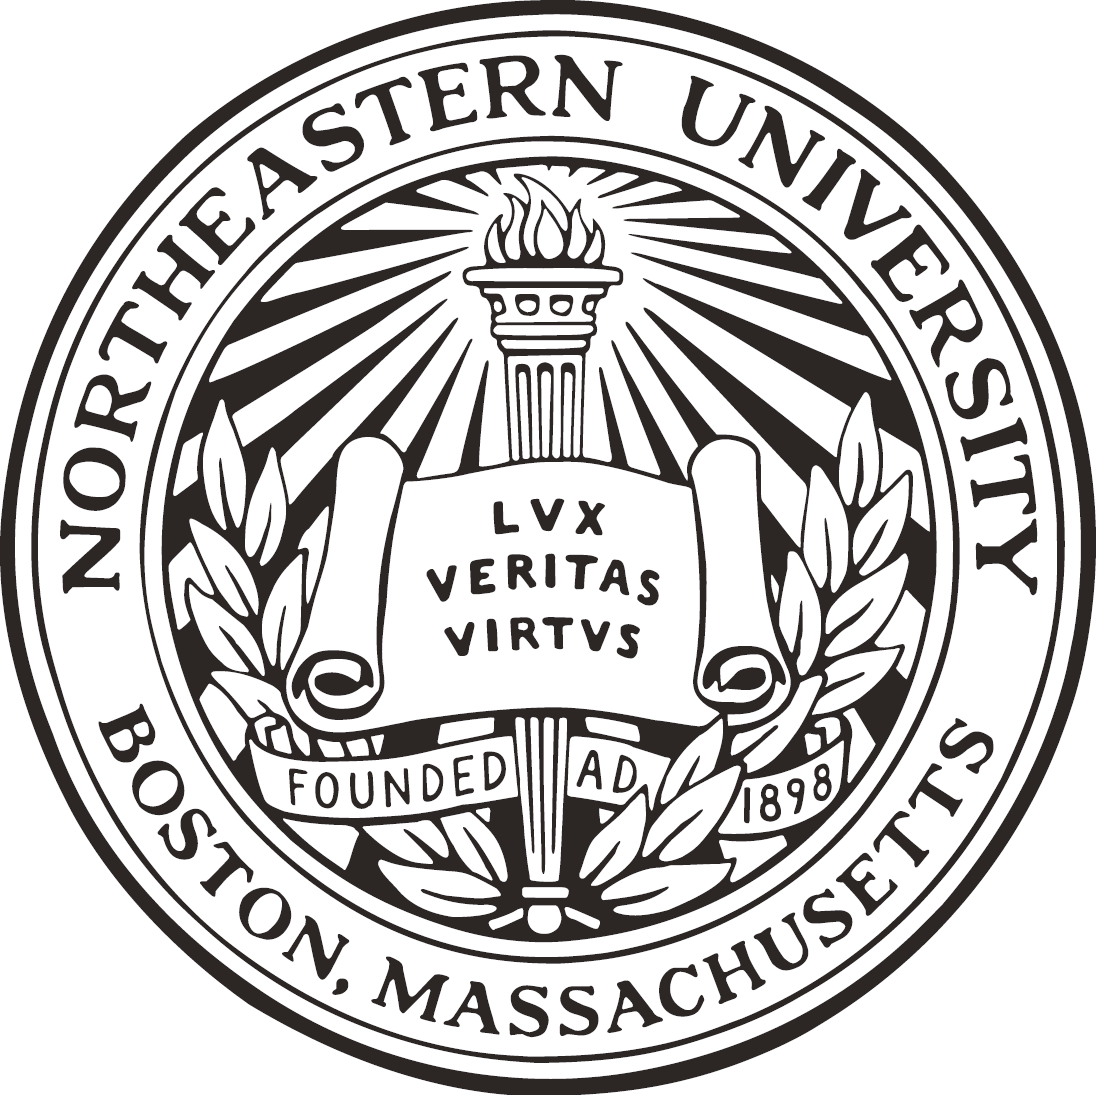 NORTHEASTERN UNIVERSITY
LVX
VERITAS
VIRTVS
FOUNDED AD 1898
BOSTON, MASSACHUSETTS